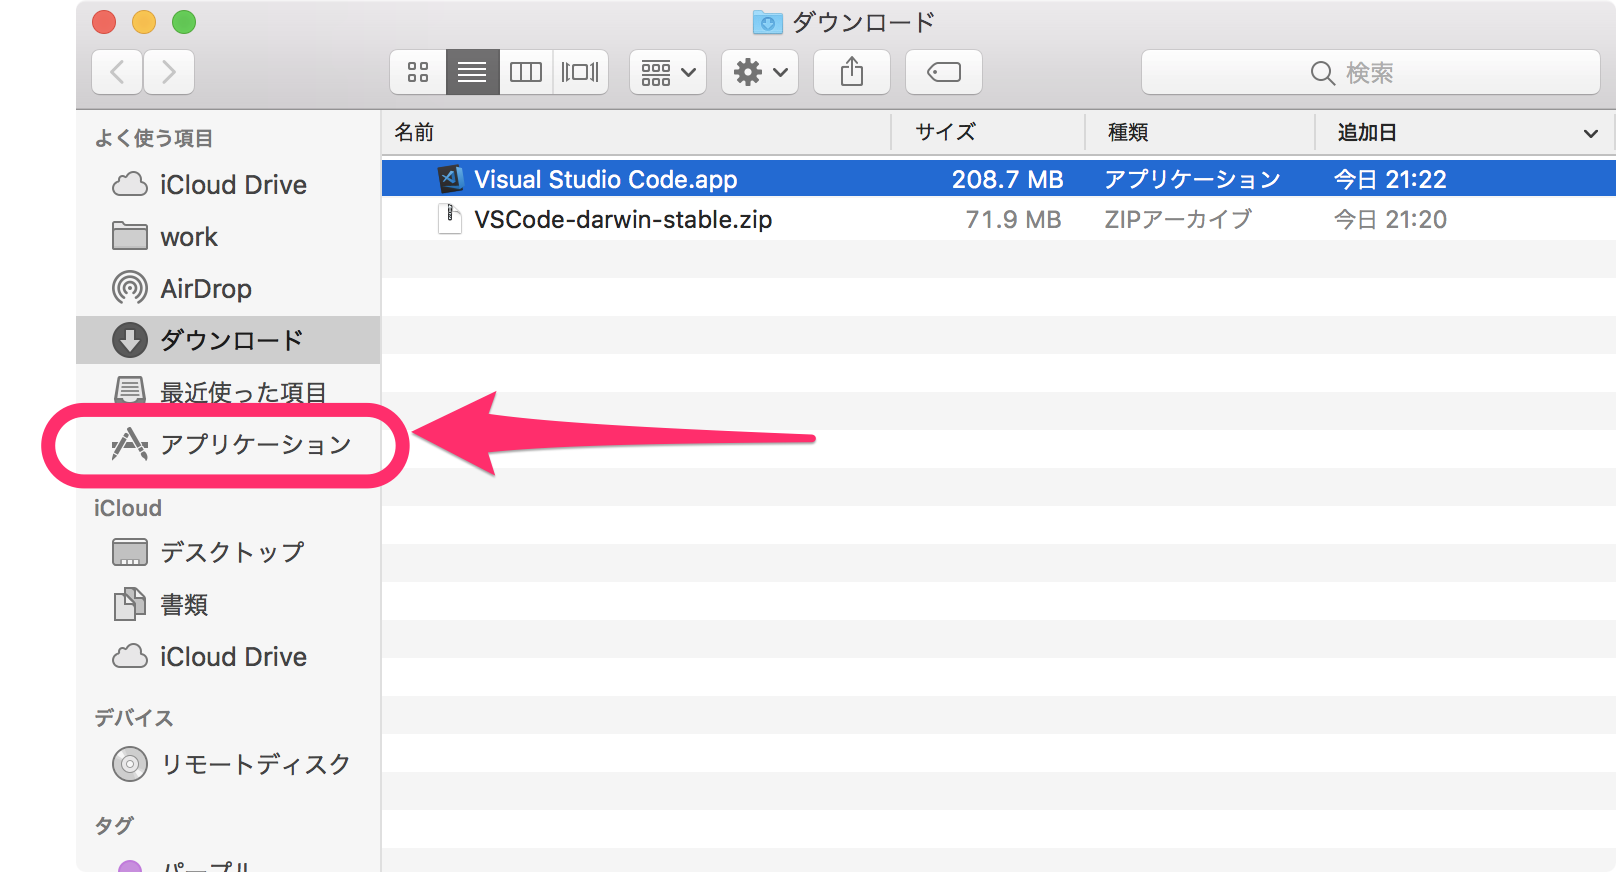 ダウンロード
検索
よく使う項目
iCloud Drive
work
AirDrop
ダウンロード
最近使った項目
アプリケーション
iCloud
デスクトップ
書類
iCloud Drive
デバイス
リモートディスク
タグ
パープル
名前 サイズ 種類 追加日
Visual Studio Code.app 208.7 MB アプリケーション 今日 21:22
VSCode-darwin-stable.zip 71.9 MB ZIPアーカイブ 今日 21:20